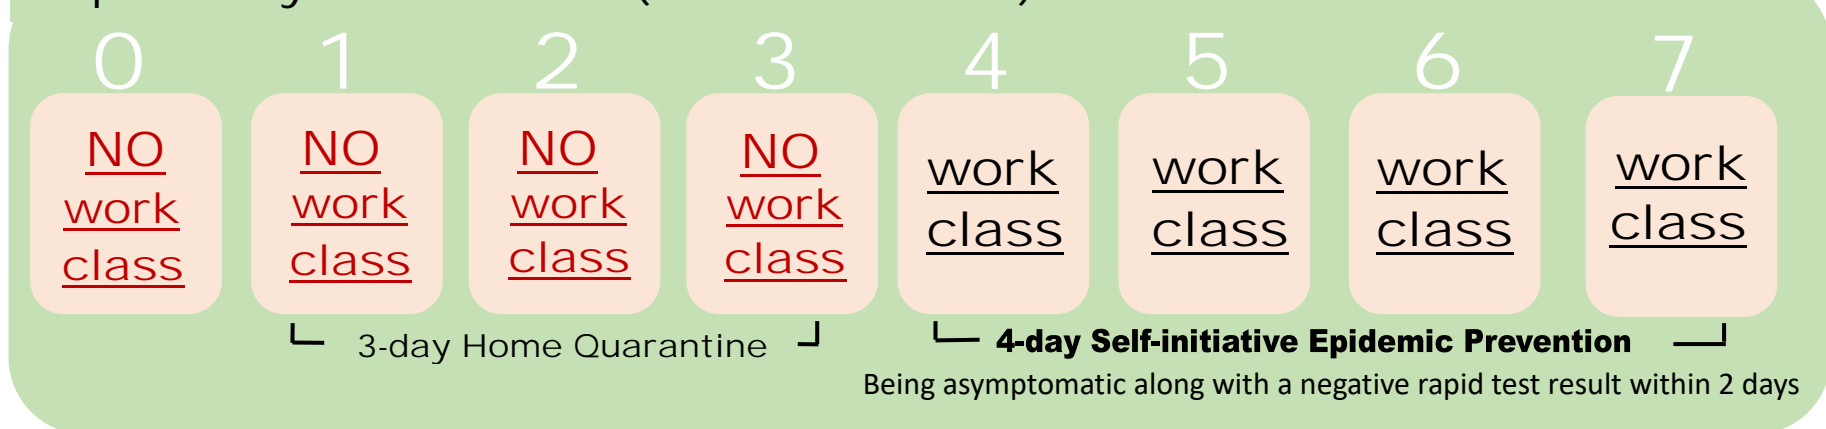 0 1 2 3 4 5 6 7
NO NO NO NO
work work work work work work work work
class class class class class class class class
3-day Home Quarantine 4-day Self-initiative Epidemic Prevention
Being asymptomatic along with a negative rapid test result within 2 days